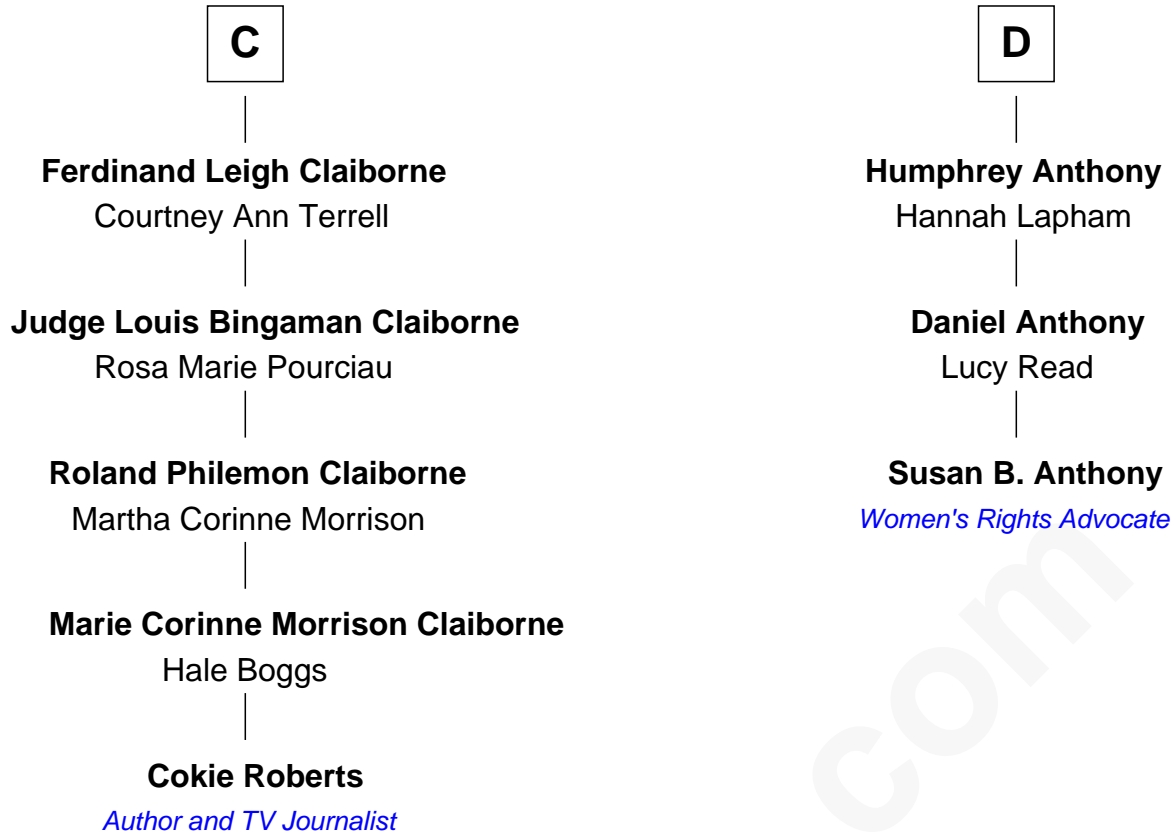 C
Ferdinand Leigh Claiborne
Courtney Ann Terrell
Judge Louis Bingaman Claiborne
Rosa Marie Pourciau
Roland Philemon Claiborne
Martha Corinne Morrison
Marie Corinne Morrison Claiborne
Hale Boggs
Cokie Roberts
Author and TV Journalist
D
Humphrey Anthony
Hannah Lapham
Daniel Anthony
Lucy Read
Susan B. Anthony
Women's Rights Advocate
com